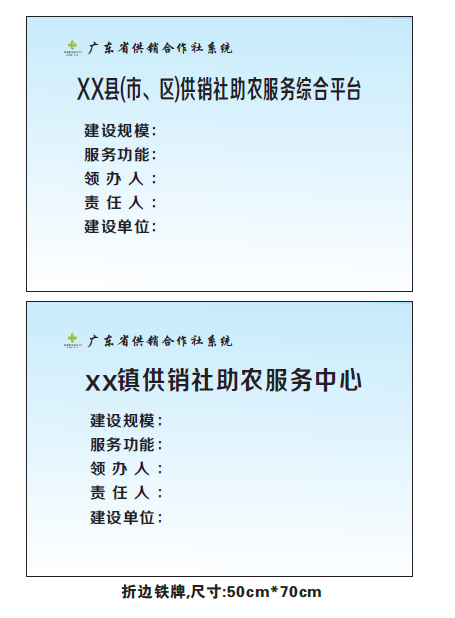 广东省供销合作社系统
XX县(市、区)供销社助农服务综合平台
建设规模：
服务功能：
领办人：
责任人：
建设单位：
广东省供销合作社系统
XX镇供销社助农服务中心
建设规模：
服务功能：
领办人：
责任人：
建设单位：
折边铁牌,尺寸:50cm*70cm